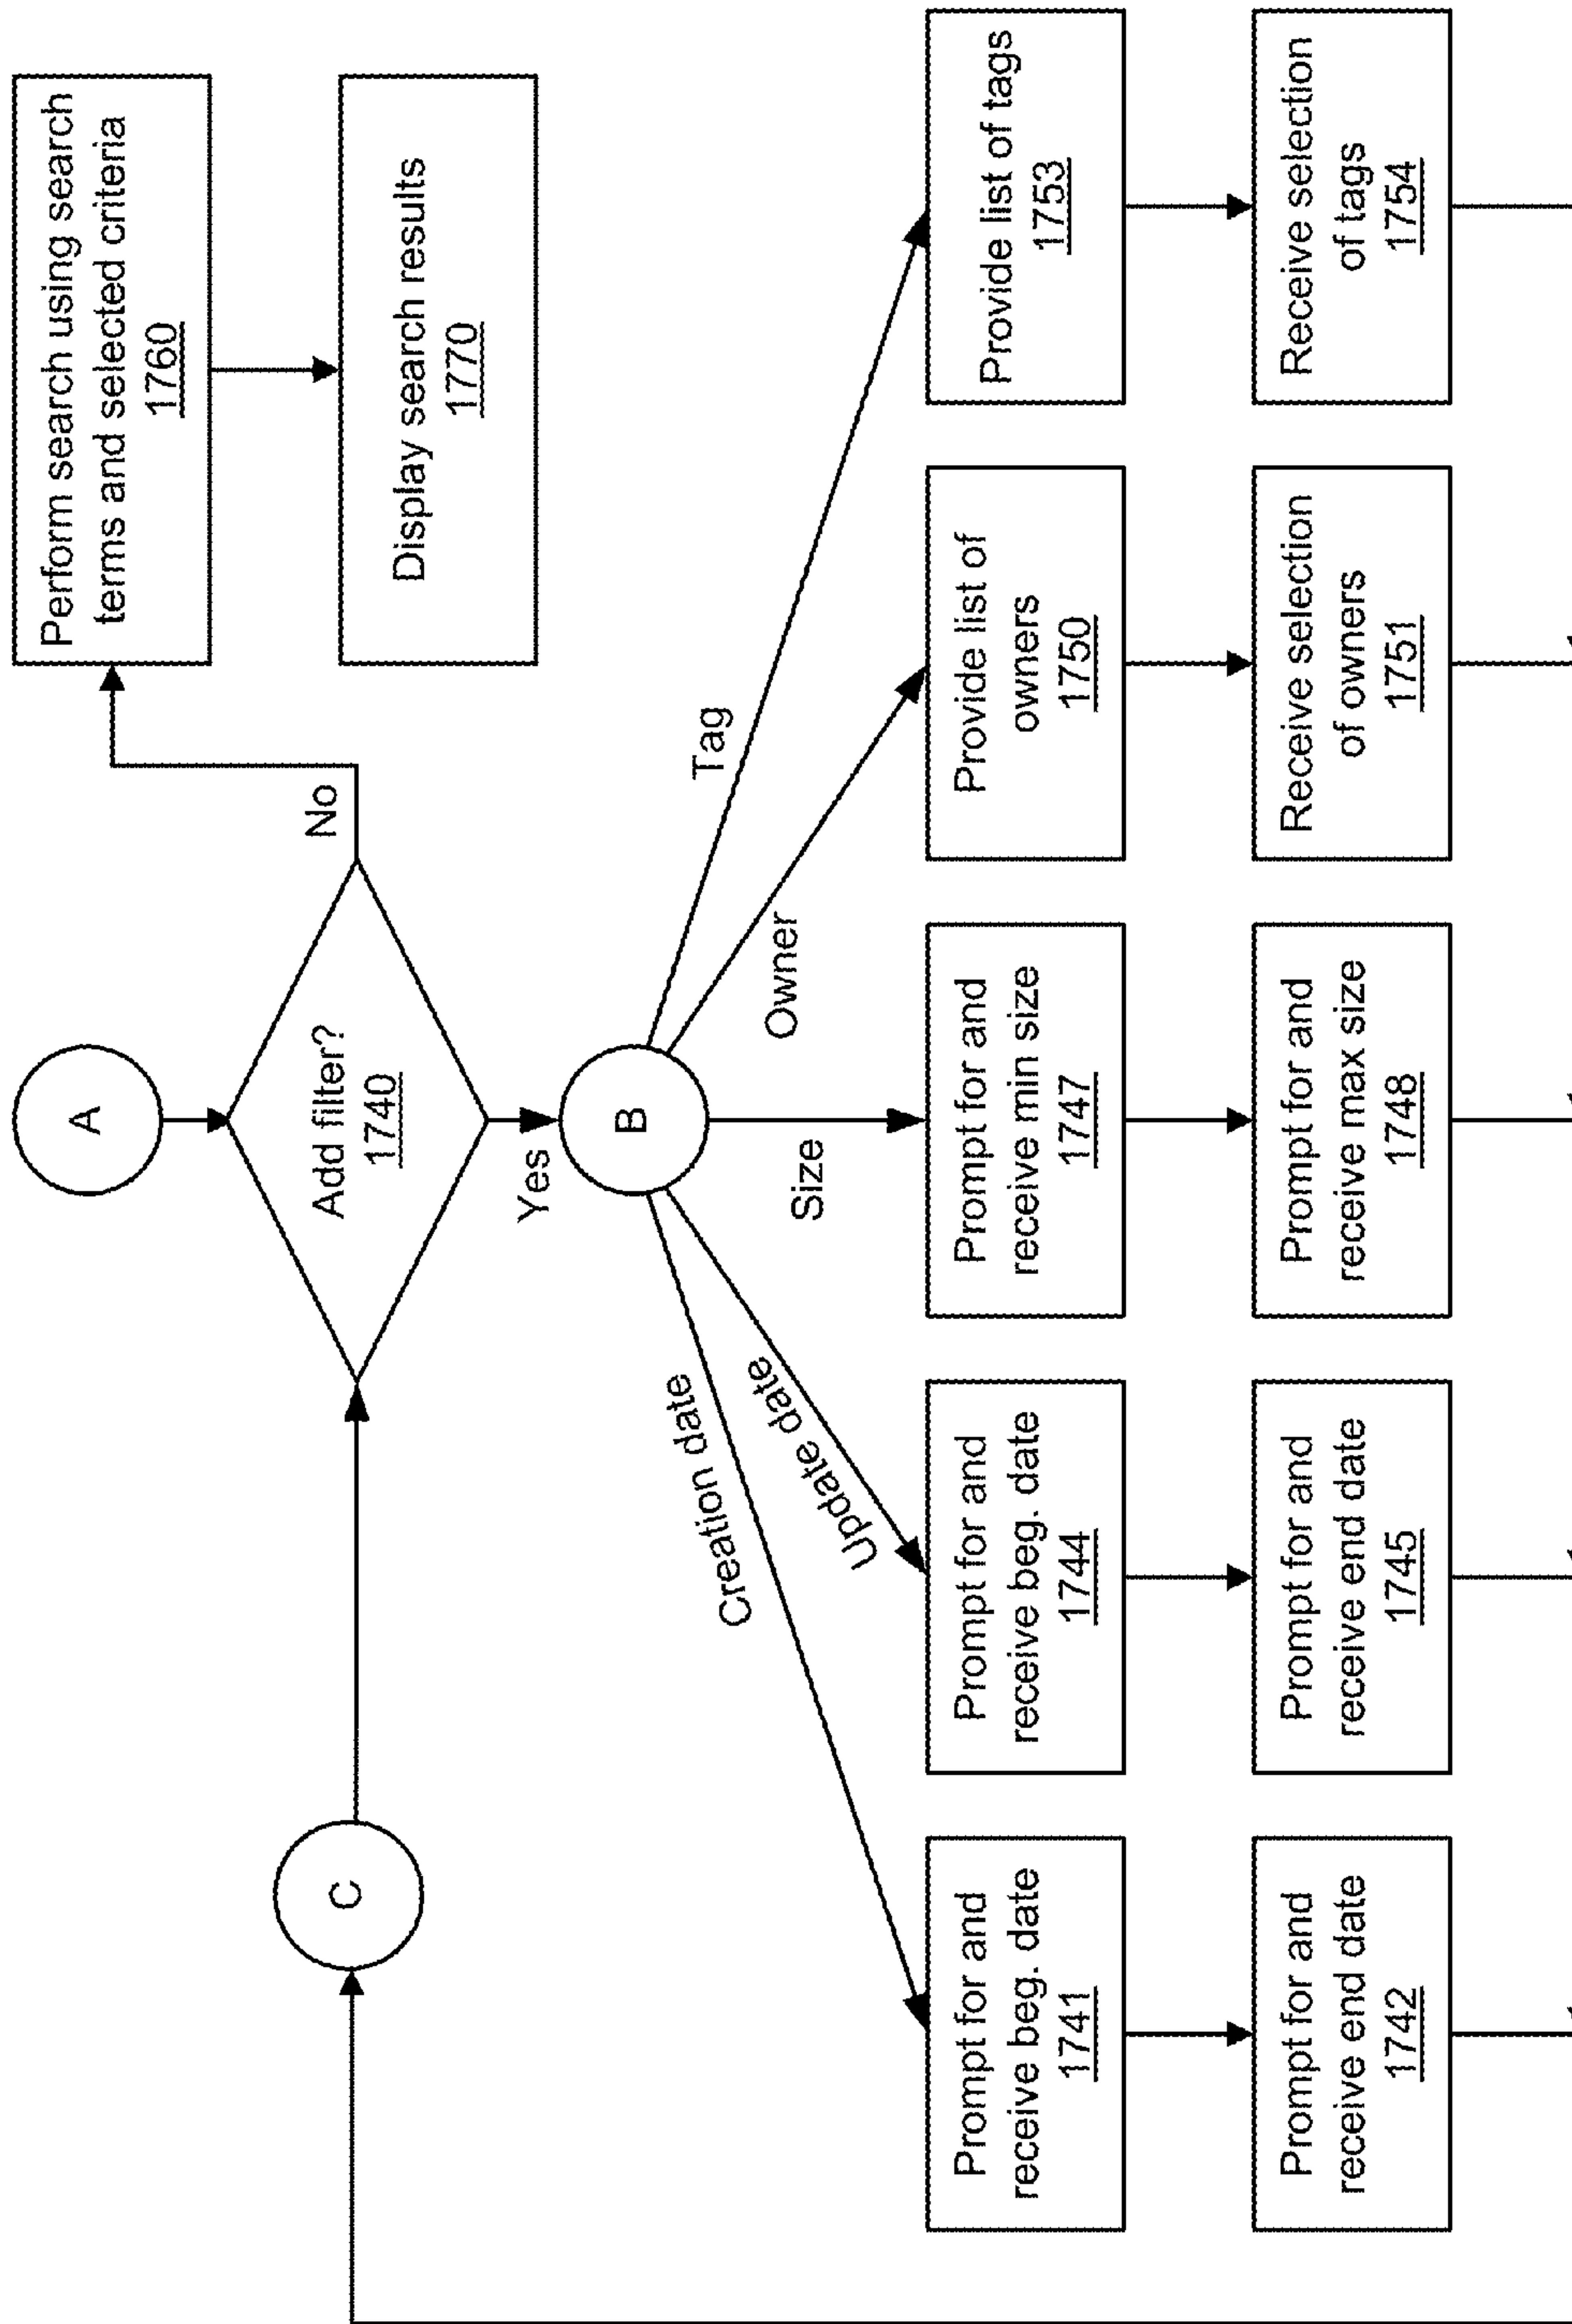 A
Perform search using search
terms and selected criteria
1760
Add filter?
1740
No
Display search results
1770
C
Yes
B
Creation date
Update date
Size
Owner
Tag
Prompt for and
receive beg. date
1741
Prompt for and
receive beg. date
1744
Prompt for and
receive min size
1747
Provide list of
owners
1750
Provide list of tags
1753
Prompt for and
receive end date
1742
Prompt for and
receive end date
1745
Prompt for and
receive max size
1748
Receive selection
of owners
1751
Receive selection
of tags
1754